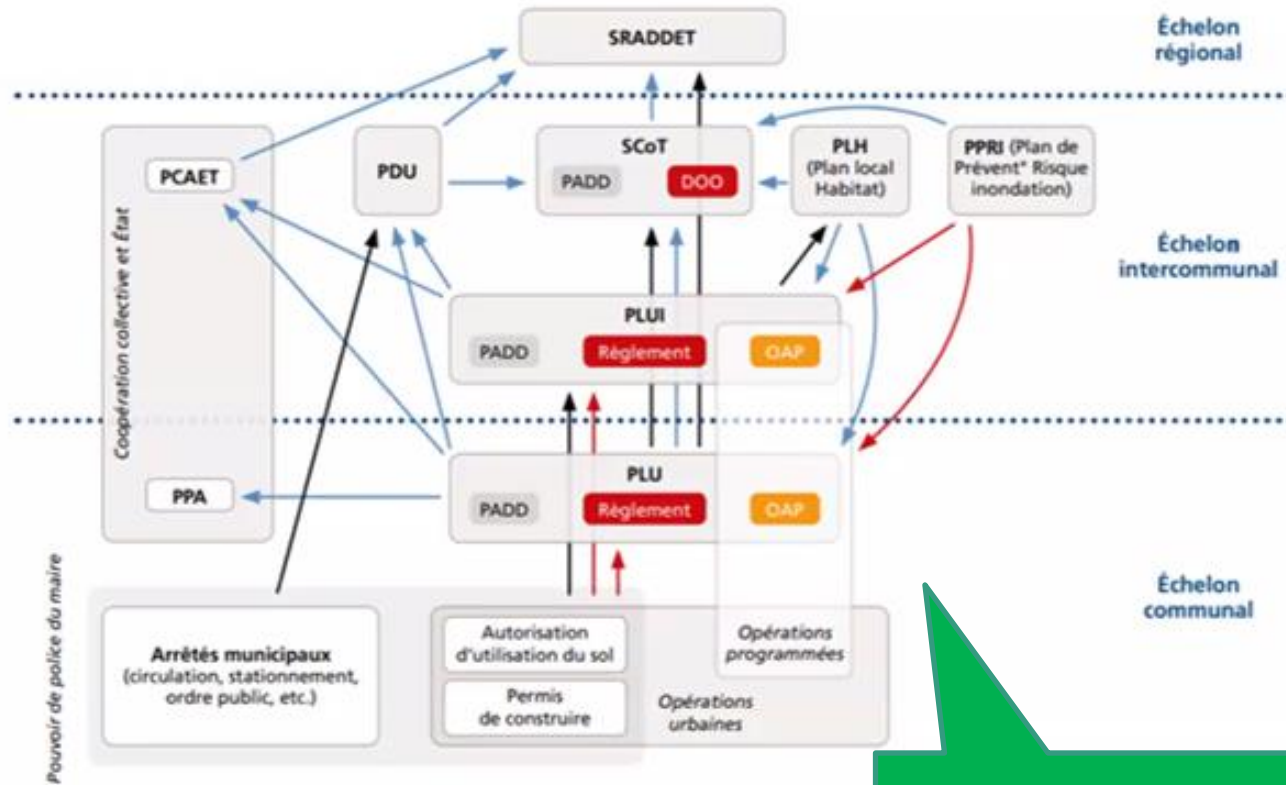 SRADDET
Échelon
régional
PCAET
PDU
SCoT
PADD
DOO
PLH
(Plan local
Habitat)
PPRI (Plan de
Prévent° Risque
inondation)
Échelon
intercommunal
Coopération collective et État
PLUI
PADD
Règlement
OAP
PPA
PLU
PADD
Règlement
OAP
Échelon
communal
Pouvoir de police du maire
Arrêtés municipaux
(circulation, stationnement,
ordre public, etc.)
Autorisation
d'utilisation du sol
Permis
de construire
Opérations
programmées
Opérations
urbaines